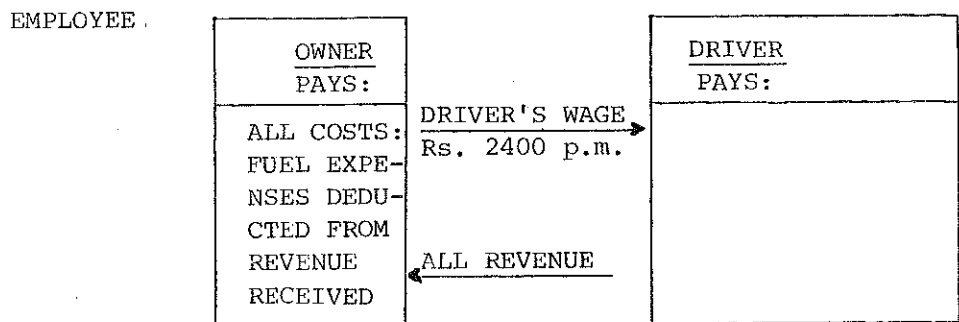 EMPLOYEE
OWNER
PAYS:
ALL COSTS:
FUEL EXPE-
NSES DEDU-
CTED FROM
REVENUE
RECEIVED
DRIVER'S WAGE
Rs. 2400 p.m.
ALL REVENUE
DRIVER
PAYS: